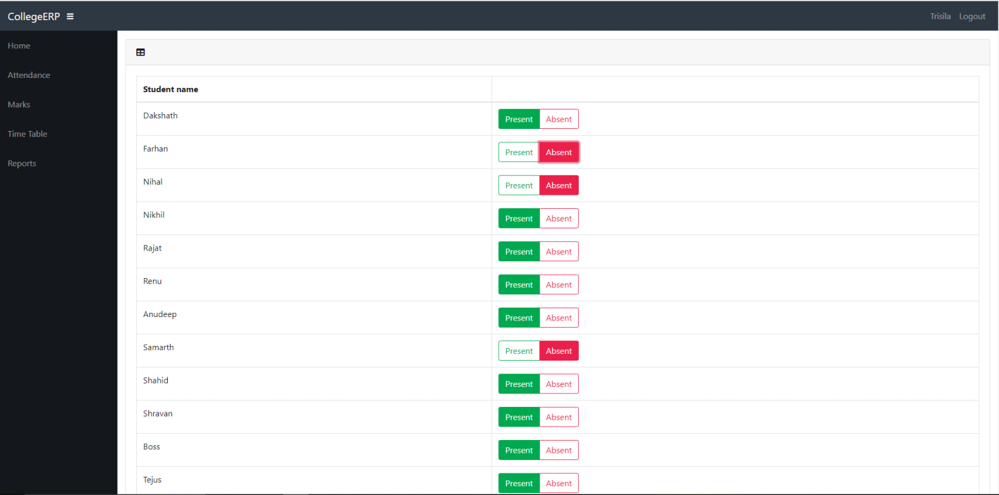 CollegeERP Trisila Logout
Home
Attendance
Marks
Time Table
Reports
Student name
Dakshath Present Absent
Farhan Present Absent
Nihal Present Absent
Nikhil Present Absent
Rajat Present Absent
Renu Present Absent
Anudeep Present Absent
Samarth Present Absent
Shahid Present Absent
Shravan Present Absent
Boss Present Absent
Tejus Present Absent